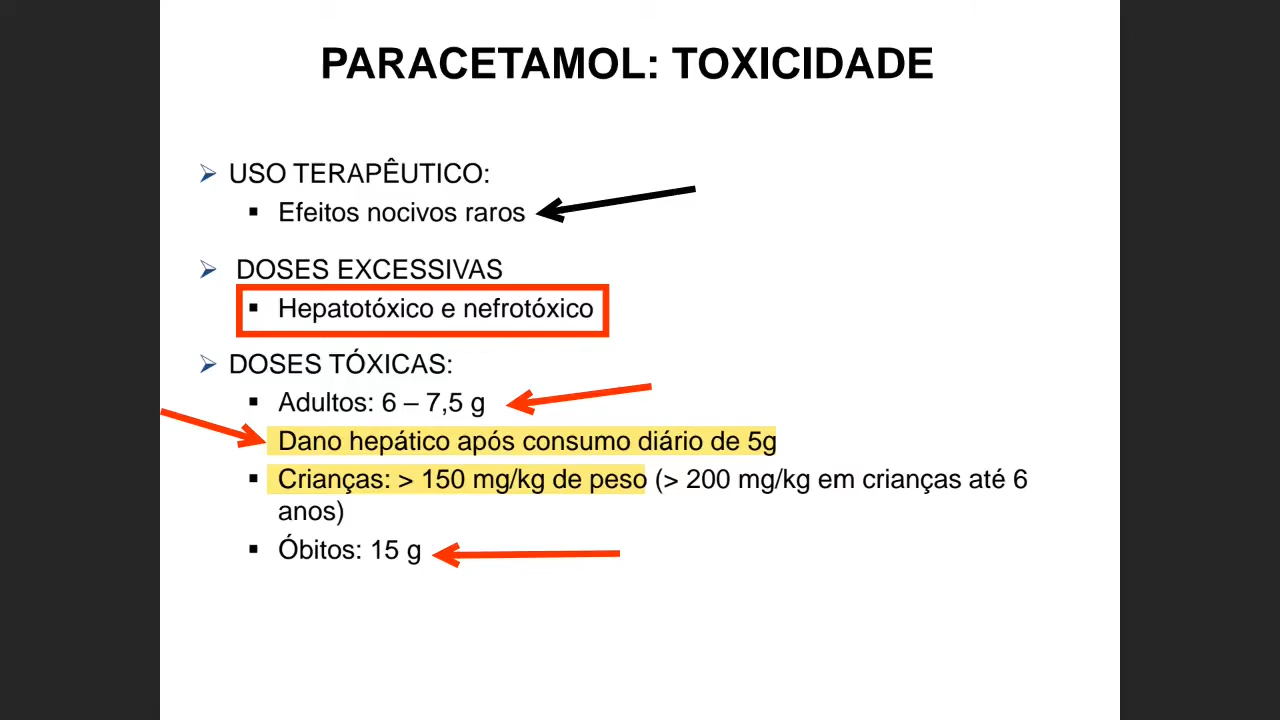 PARACETAMOL: TOXICIDADE
USO TERAPÊUTICO:
Efeitos nocivos raros
DOSES EXCESSIVAS
Hepatotóxico e nefrotóxico
DOSES TÓXICAS:
Adultos: 6 – 7,5 g
Dano hepático após consumo diário de 5g
Crianças: > 150 mg/kg de peso (> 200 mg/kg em crianças até 6
anos)
Óbitos: 15 g